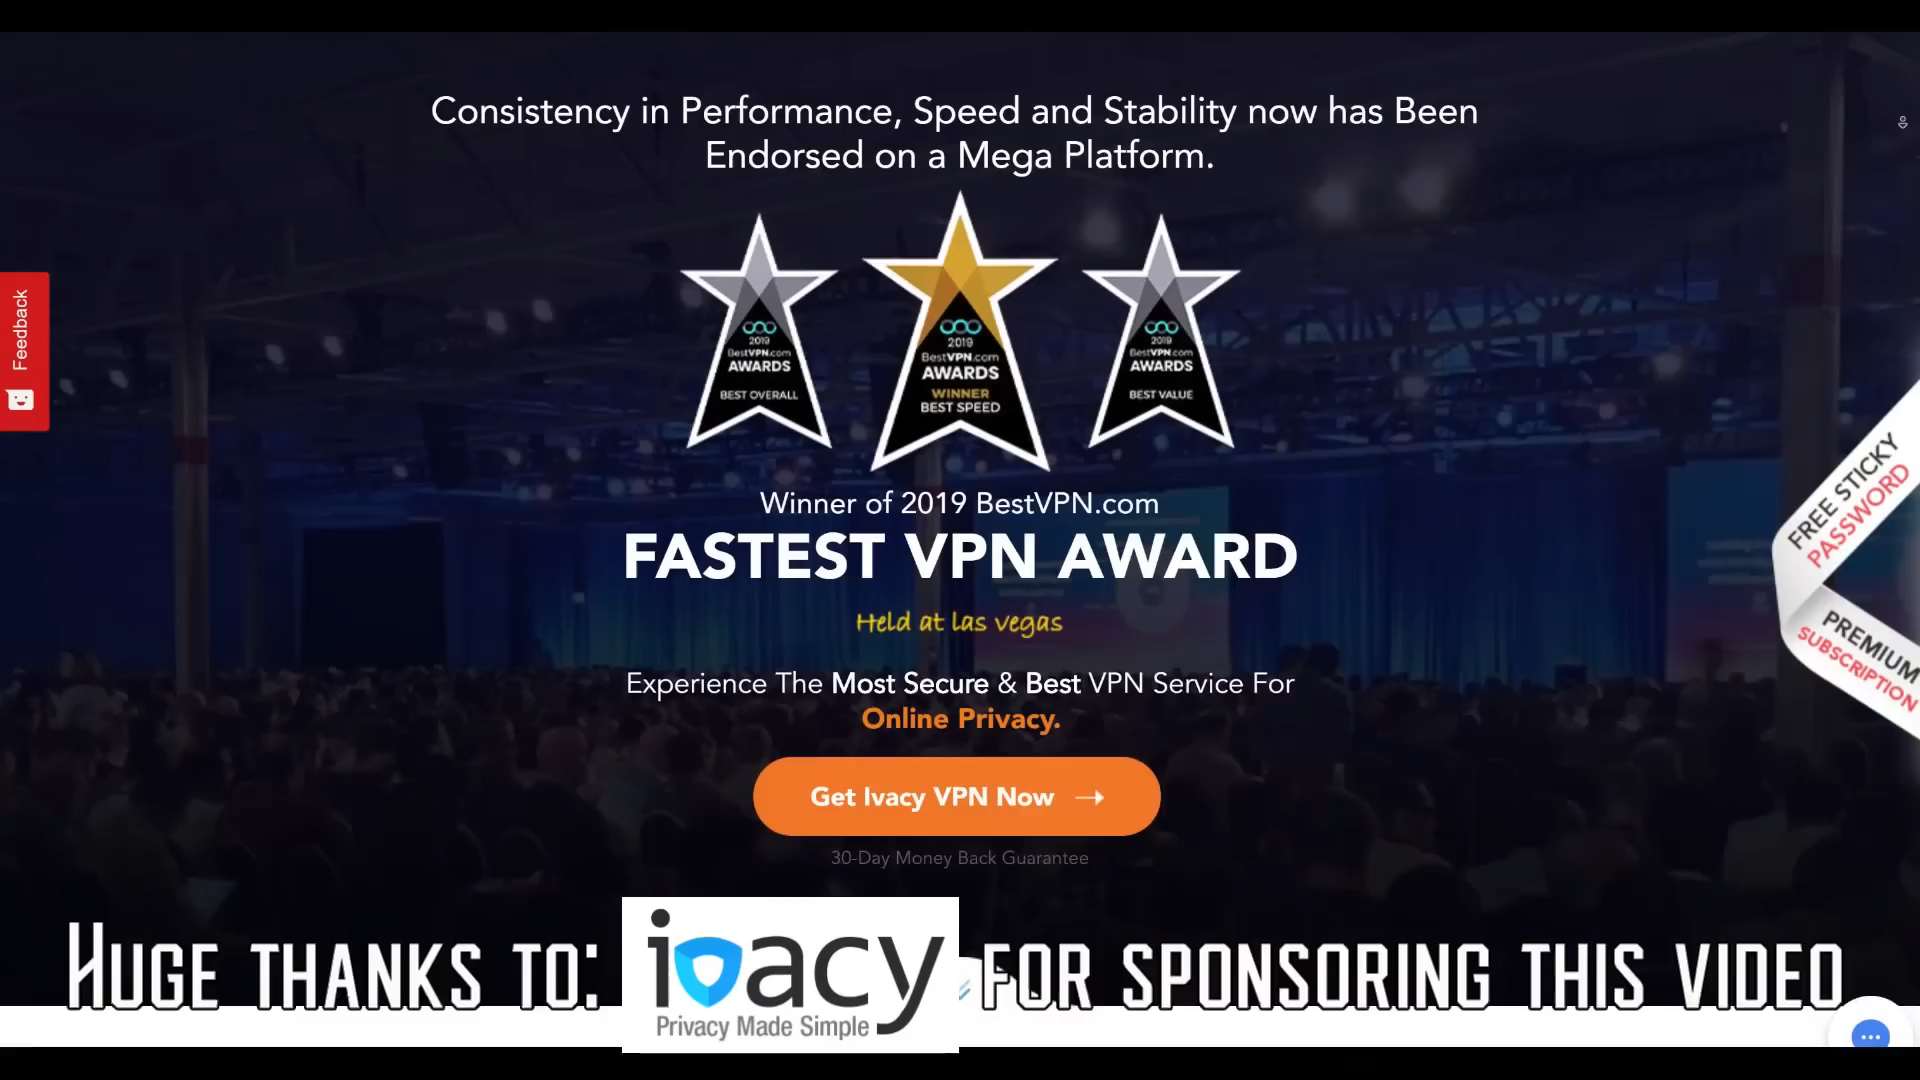 Consistency in Performance, Speed and Stability now has Been
Endorsed on a Mega Platform.
2019
BestVPN.com
AWARDS
BEST OVERALL
2019
BestVPN.com
AWARDS
WINNER
BEST SPEED
2019
BestVPN.com
AWARDS
BEST VALUE
Feedback
Winner of 2019 BestVPN.com
FASTEST VPN AWARD
Held at las vegas
FREE STICKY
PASSWORD
PREMIUM
SUBSCRIPTION
Experience The Most Secure & Best VPN Service For
Online Privacy.
Get Ivacy VPN Now →
30-Day Money Back Guarantee
HUGE THANKS TO: ivacy FOR SPONSORING THIS VIDEO
Privacy Made Simple